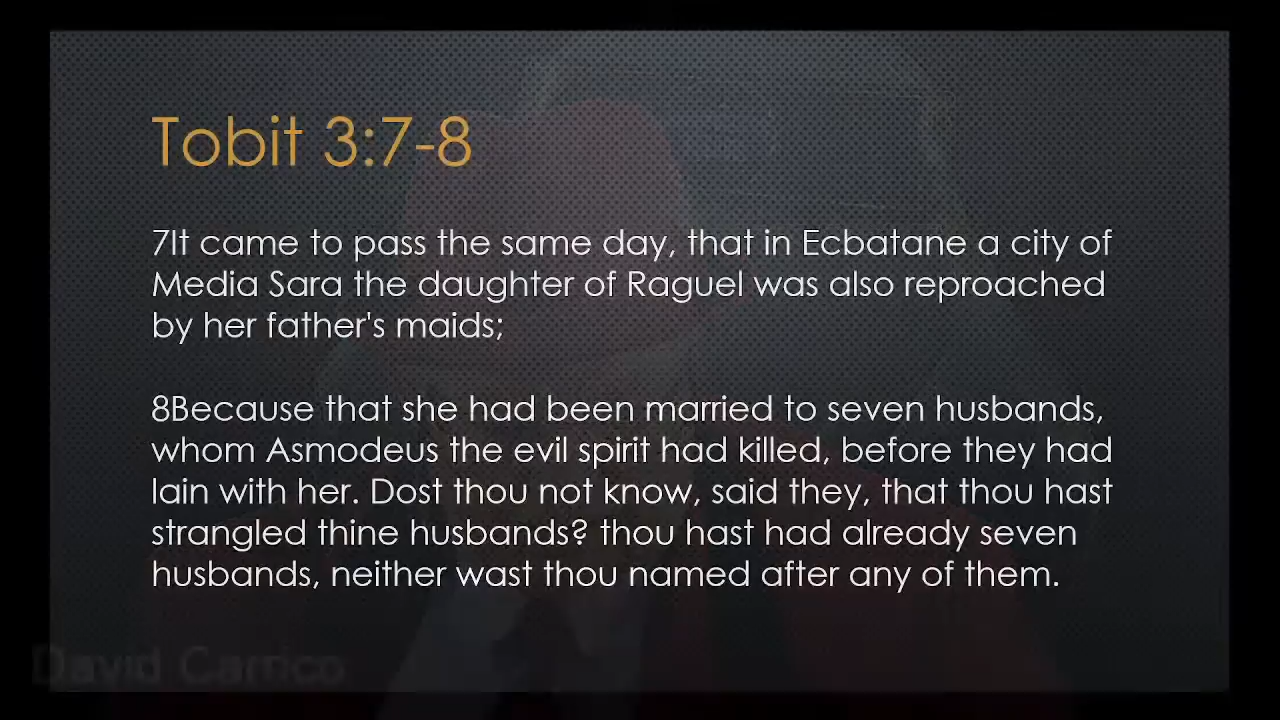 Tobit 3:7-8
7It came to pass the same day, that in Ecbatane a city of
Media Sara the daughter of Raguel was also reproached
by her father's maids;
8Because that she had been married to seven husbands,
whom Asmodeus the evil spirit had killed, before they had
lain with her. Dost thou not know, said they, that thou hast
strangled thine husbands? thou hast had already seven
husbands, neither wast thou named after any of them.
David Carrico